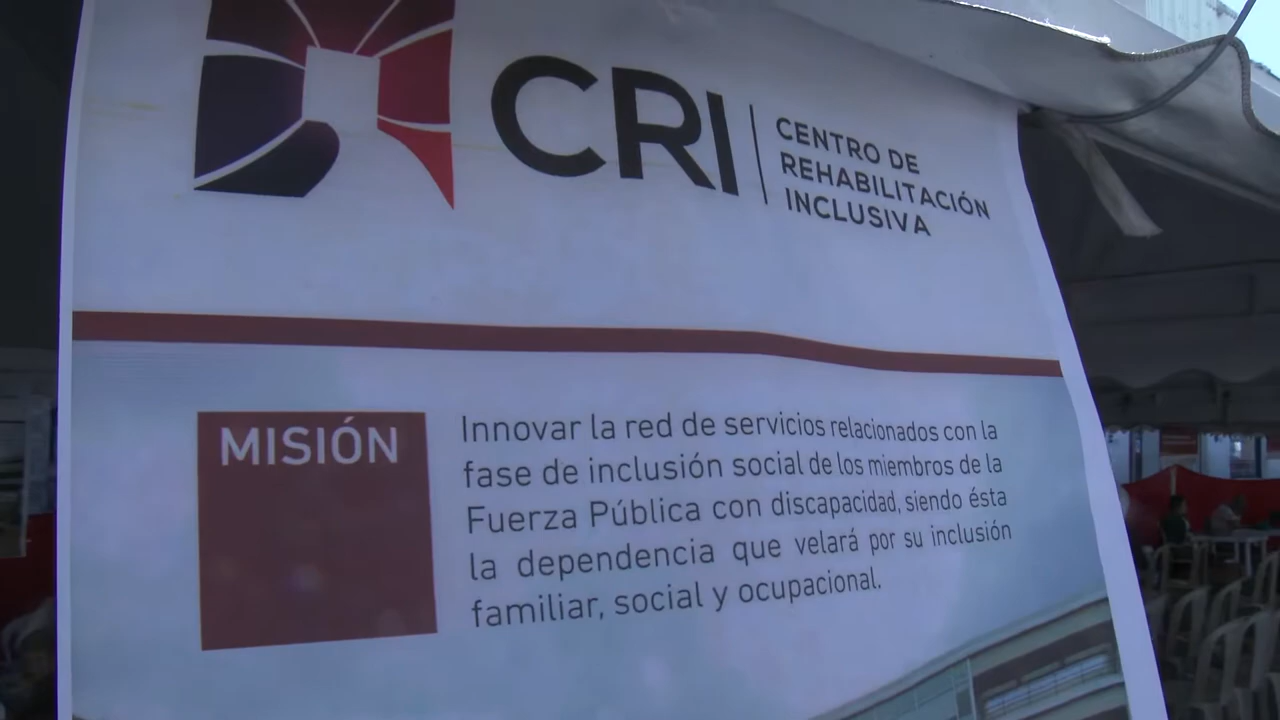 CRI
CENTRO DE
REHABILITACIÓN
INCLUSIVA
MISIÓN
Innovar la red de servicios relacionados con la
fase de inclusión social de los miembros de la
Fuerza Pública con discapacidad, siendo ésta
la dependencia que velará por su inclusión
familiar, social y ocupacional.